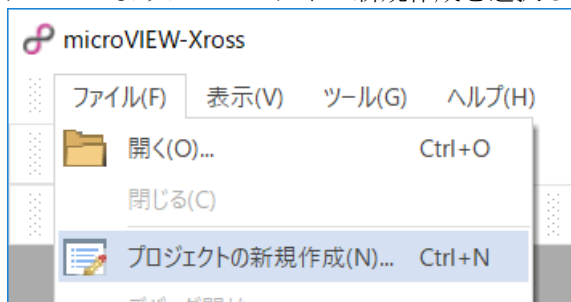 microVIEW-Xross
ファイル(F) 表示(V) ツール(G) ヘルプ(H)
開く(O)... Ctrl+O
閉じる(C)
プロジェクトの新規作成(N)... Ctrl+N